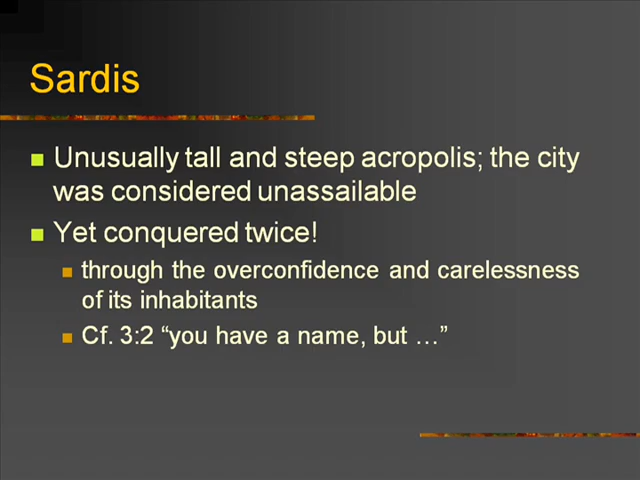 Sardis
Unusually tall and steep acropolis; the city
was considered unassailable
Yet conquered twice!
through the overconfidence and carelessness
of its inhabitants
Cf. 3:2 “you have a name, but …”